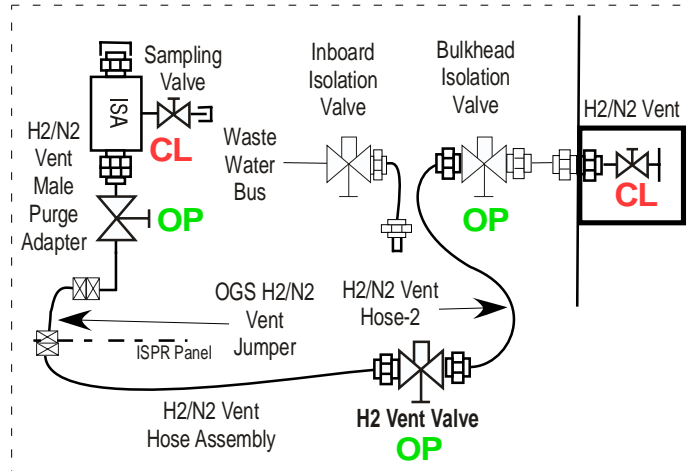 Sampling
Valve
ISA
CL
H2/N2
Vent
Male
Purge
Adapter
OP
Inboard
Isolation
Valve
Waste
Water
Bus
Bulkhead
Isolation
Valve
OP
H2/N2 Vent
CL
OGS H2/N2
Vent
Jumper
H2/N2 Vent
Hose-2
ISPR Panel
H2/N2 Vent
Hose Assembly
H2 Vent Valve
OP